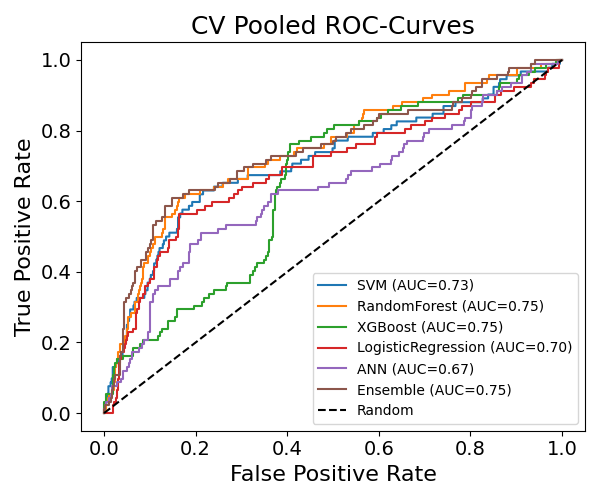 CV Pooled ROC-Curves
True Positive Rate
1.0
0.8
0.6
0.4
0.2
0.0
SVM (AUC=0.73)
RandomForest (AUC=0.75)
XGBoost (AUC=0.75)
LogisticRegression (AUC=0.70)
ANN (AUC=0.67)
Ensemble (AUC=0.75)
Random
0.0 0.2 0.4 0.6 0.8 1.0
False Positive Rate